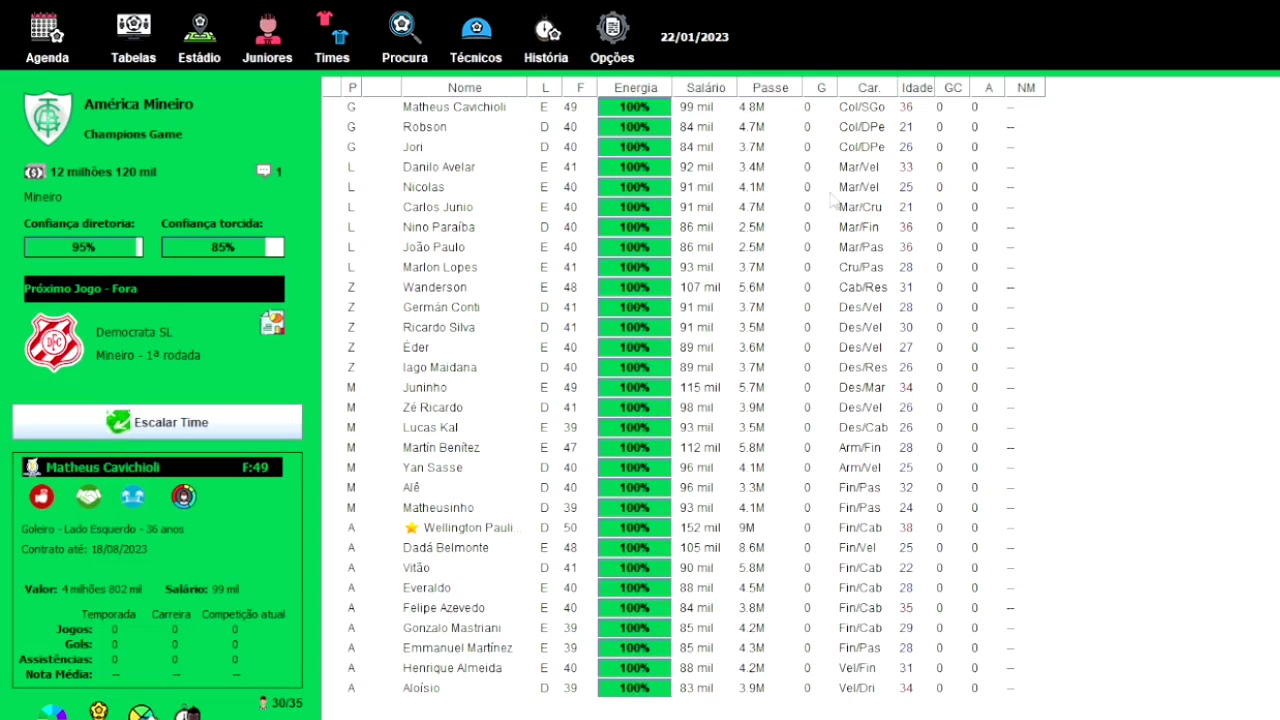 Agenda Tabelas Estádio Juniores Times Procura Técnicos História Opções 22/01/2023
América Mineiro
Champions Game
12 milhões 120 mil 1
Mineiro
Confiança diretoria: Confiança torcida:
95% 85%
Próximo Jogo - Fora
DFC
Democrata SL
Mineiro - 1ª rodada
Escalar Time
Matheus Cavichioli F:49
Goleiro - Lado Esquerdo - 36 anos
Contrato até: 18/08/2023
Valor: 4 milhões 802 mil Salário: 99 mil
Temporada Carreira Competição atual
Jogos: 0 0 0
Gols: 0 0 0
Assistências: 0 0 0
Nota Média: -- -- --
30/35
P Nome L F Energia Salário Passe G Car. Idade GC A NM
G Matheus Cavichioli E 49 100% 99 mil 4.8M 0 Col/SGo 36 0 0 --
G Robson D 40 100% 84 mil 4.7M 0 Col/DPe 21 0 0 --
G Jori D 40 100% 84 mil 3.7M 0 Col/DPe 26 0 0 --
L Danilo Avelar E 41 100% 92 mil 3.4M 0 Mar/Vel 33 0 0 --
L Nicolas E 40 100% 91 mil 4.1M 0 Mar/Vel 25 0 0 --
L Carlos Junio E 40 100% 91 mil 4.7M 0 Mar/Cru 21 0 0 --
L Nino Paraíba D 40 100% 86 mil 2.5M 0 Mar/Fin 36 0 0 --
L João Paulo E 40 100% 86 mil 2.5M 0 Mar/Pas 36 0 0 --
L Marlon Lopes E 41 100% 93 mil 3.7M 0 Cru/Pas 28 0 0 --
Z Wanderson E 48 100% 107 mil 5.6M 0 Cab/Res 31 0 0 --
Z Germán Conti D 41 100% 91 mil 3.7M 0 Des/Vel 28 0 0 --
Z Ricardo Silva D 41 100% 91 mil 3.5M 0 Des/Vel 30 0 0 --
Z Éder E 40 100% 89 mil 3.6M 0 Des/Vel 27 0 0 --
Z Iago Maidana D 40 100% 89 mil 3.7M 0 Des/Res 26 0 0 --
M Juninho E 49 100% 115 mil 5.7M 0 Des/Mar 34 0 0 --
M Zé Ricardo D 41 100% 98 mil 3.9M 0 Des/Vel 26 0 0 --
M Lucas Kal E 39 100% 93 mil 3.5M 0 Des/Cab 26 0 0 --
M Martín Benítez E 47 100% 112 mil 5.8M 0 Arm/Fin 28 0 0 --
M Yan Sasse D 40 100% 96 mil 4.1M 0 Arm/Vel 25 0 0 --
M Alê D 40 100% 96 mil 3.3M 0 Fin/Pas 32 0 0 --
M Matheusinho D 40 100% 93 mil 4.1M 0 Fin/Pas 24 0 0 --
A Wellington Pauli... D 50 100% 152 mil 9M 0 Fin/Cab 38 0 0 --
A Dadá Belmonte E 48 100% 105 mil 8.6M 0 Fin/Vel 25 0 0 --
A Vitão D 41 100% 90 mil 5.8M 0 Fin/Cab 22 0 0 --
A Everaldo E 40 100% 88 mil 4.5M 0 Fin/Cab 28 0 0 --
A Felipe Azevedo E 40 100% 84 mil 3.8M 0 Fin/Cab 35 0 0 --
A Gonzalo Mastriani E 39 100% 85 mil 4.2M 0 Fin/Cab 29 0 0 --
A Emmanuel Martínez E 39 100% 85 mil 4.3M 0 Fin/Pas 28 0 0 --
A Henrique Almeida E 40 100% 88 mil 4.2M 0 Vel/Fin 31 0 0 --
A Aloísio D 39 100% 83 mil 3.9M 0 Vel/Dri 34 0 0 --